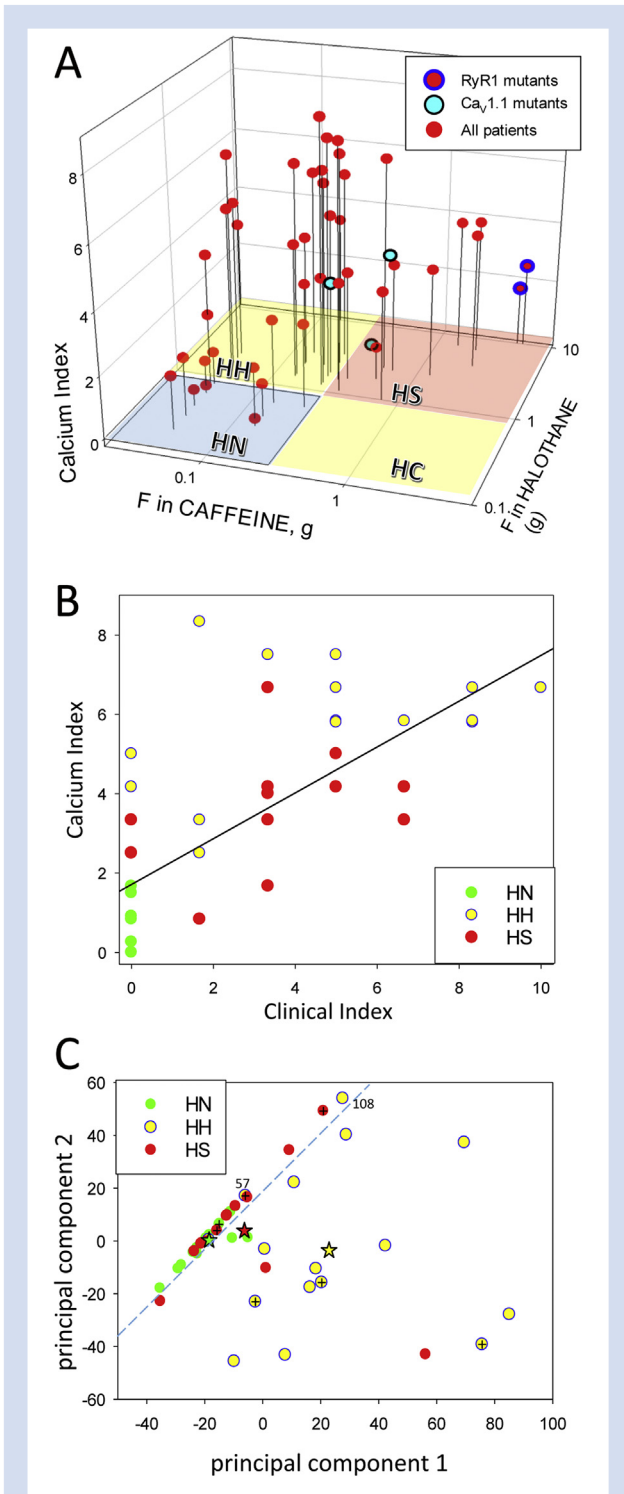 A
RyR1 mutants
CaV1.1 mutants
All patients
8
6
4
2
0
Calcium Index
HH
HS
HN
HC
0.1
1
F in CAFFEINE, g
10
1
0.1
F in HALOTHANE
(g)
B
8
6
4
2
0
Calcium Index
HN
HH
HS
0 2 4 6 8 10
Clinical Index
C
60
40
20
0
-20
-40
-60
principal component 2
HN
HH
HS
108
57
-40 -20 0 20 40 60 80 100
principal component 1